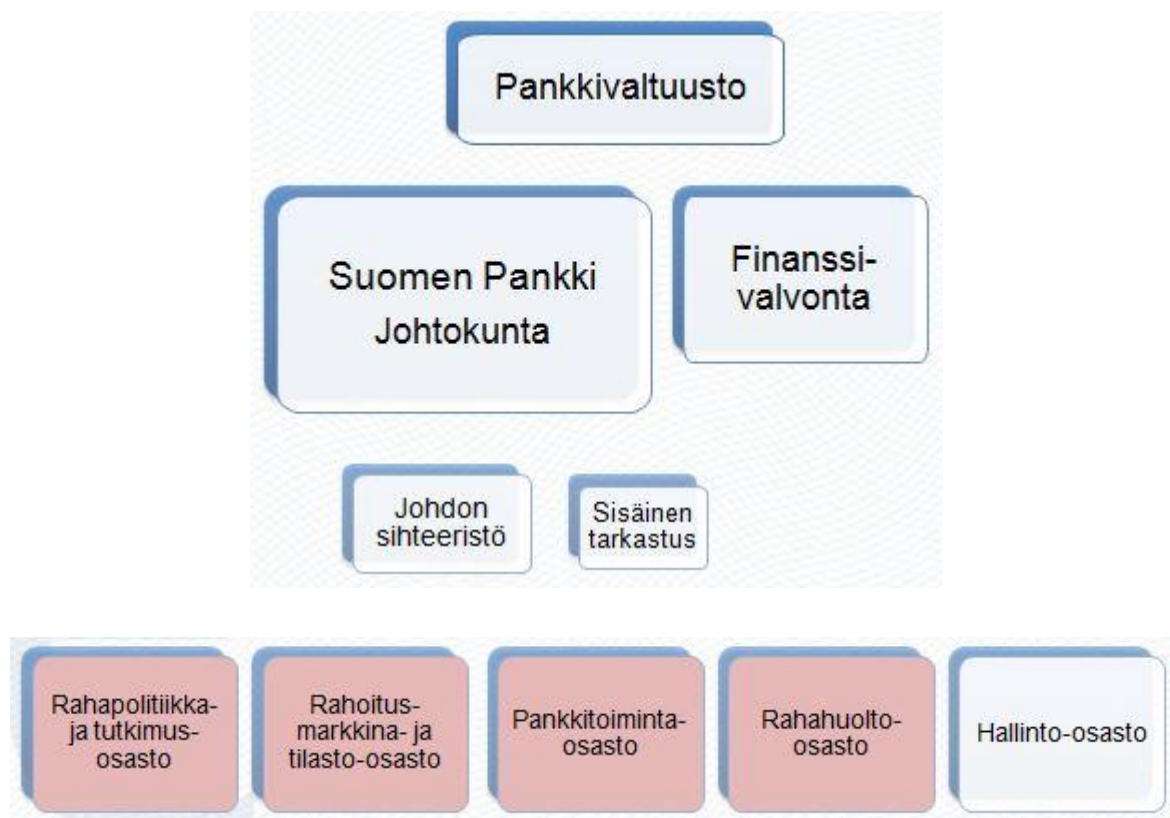 Pankkivaltuusto
Suomen Pankki
Johtokunta
Finanssi-
valvonta
Johdon
sihteeristö
Sisäinen
tarkastus
Rahapolitiikka-
ja tutkimus-
osasto
Rahoitus-
markkina- ja
tilasto-osasto
Pankkitoiminta-
osasto
Rahahuolto-
osasto
Hallinto-osasto